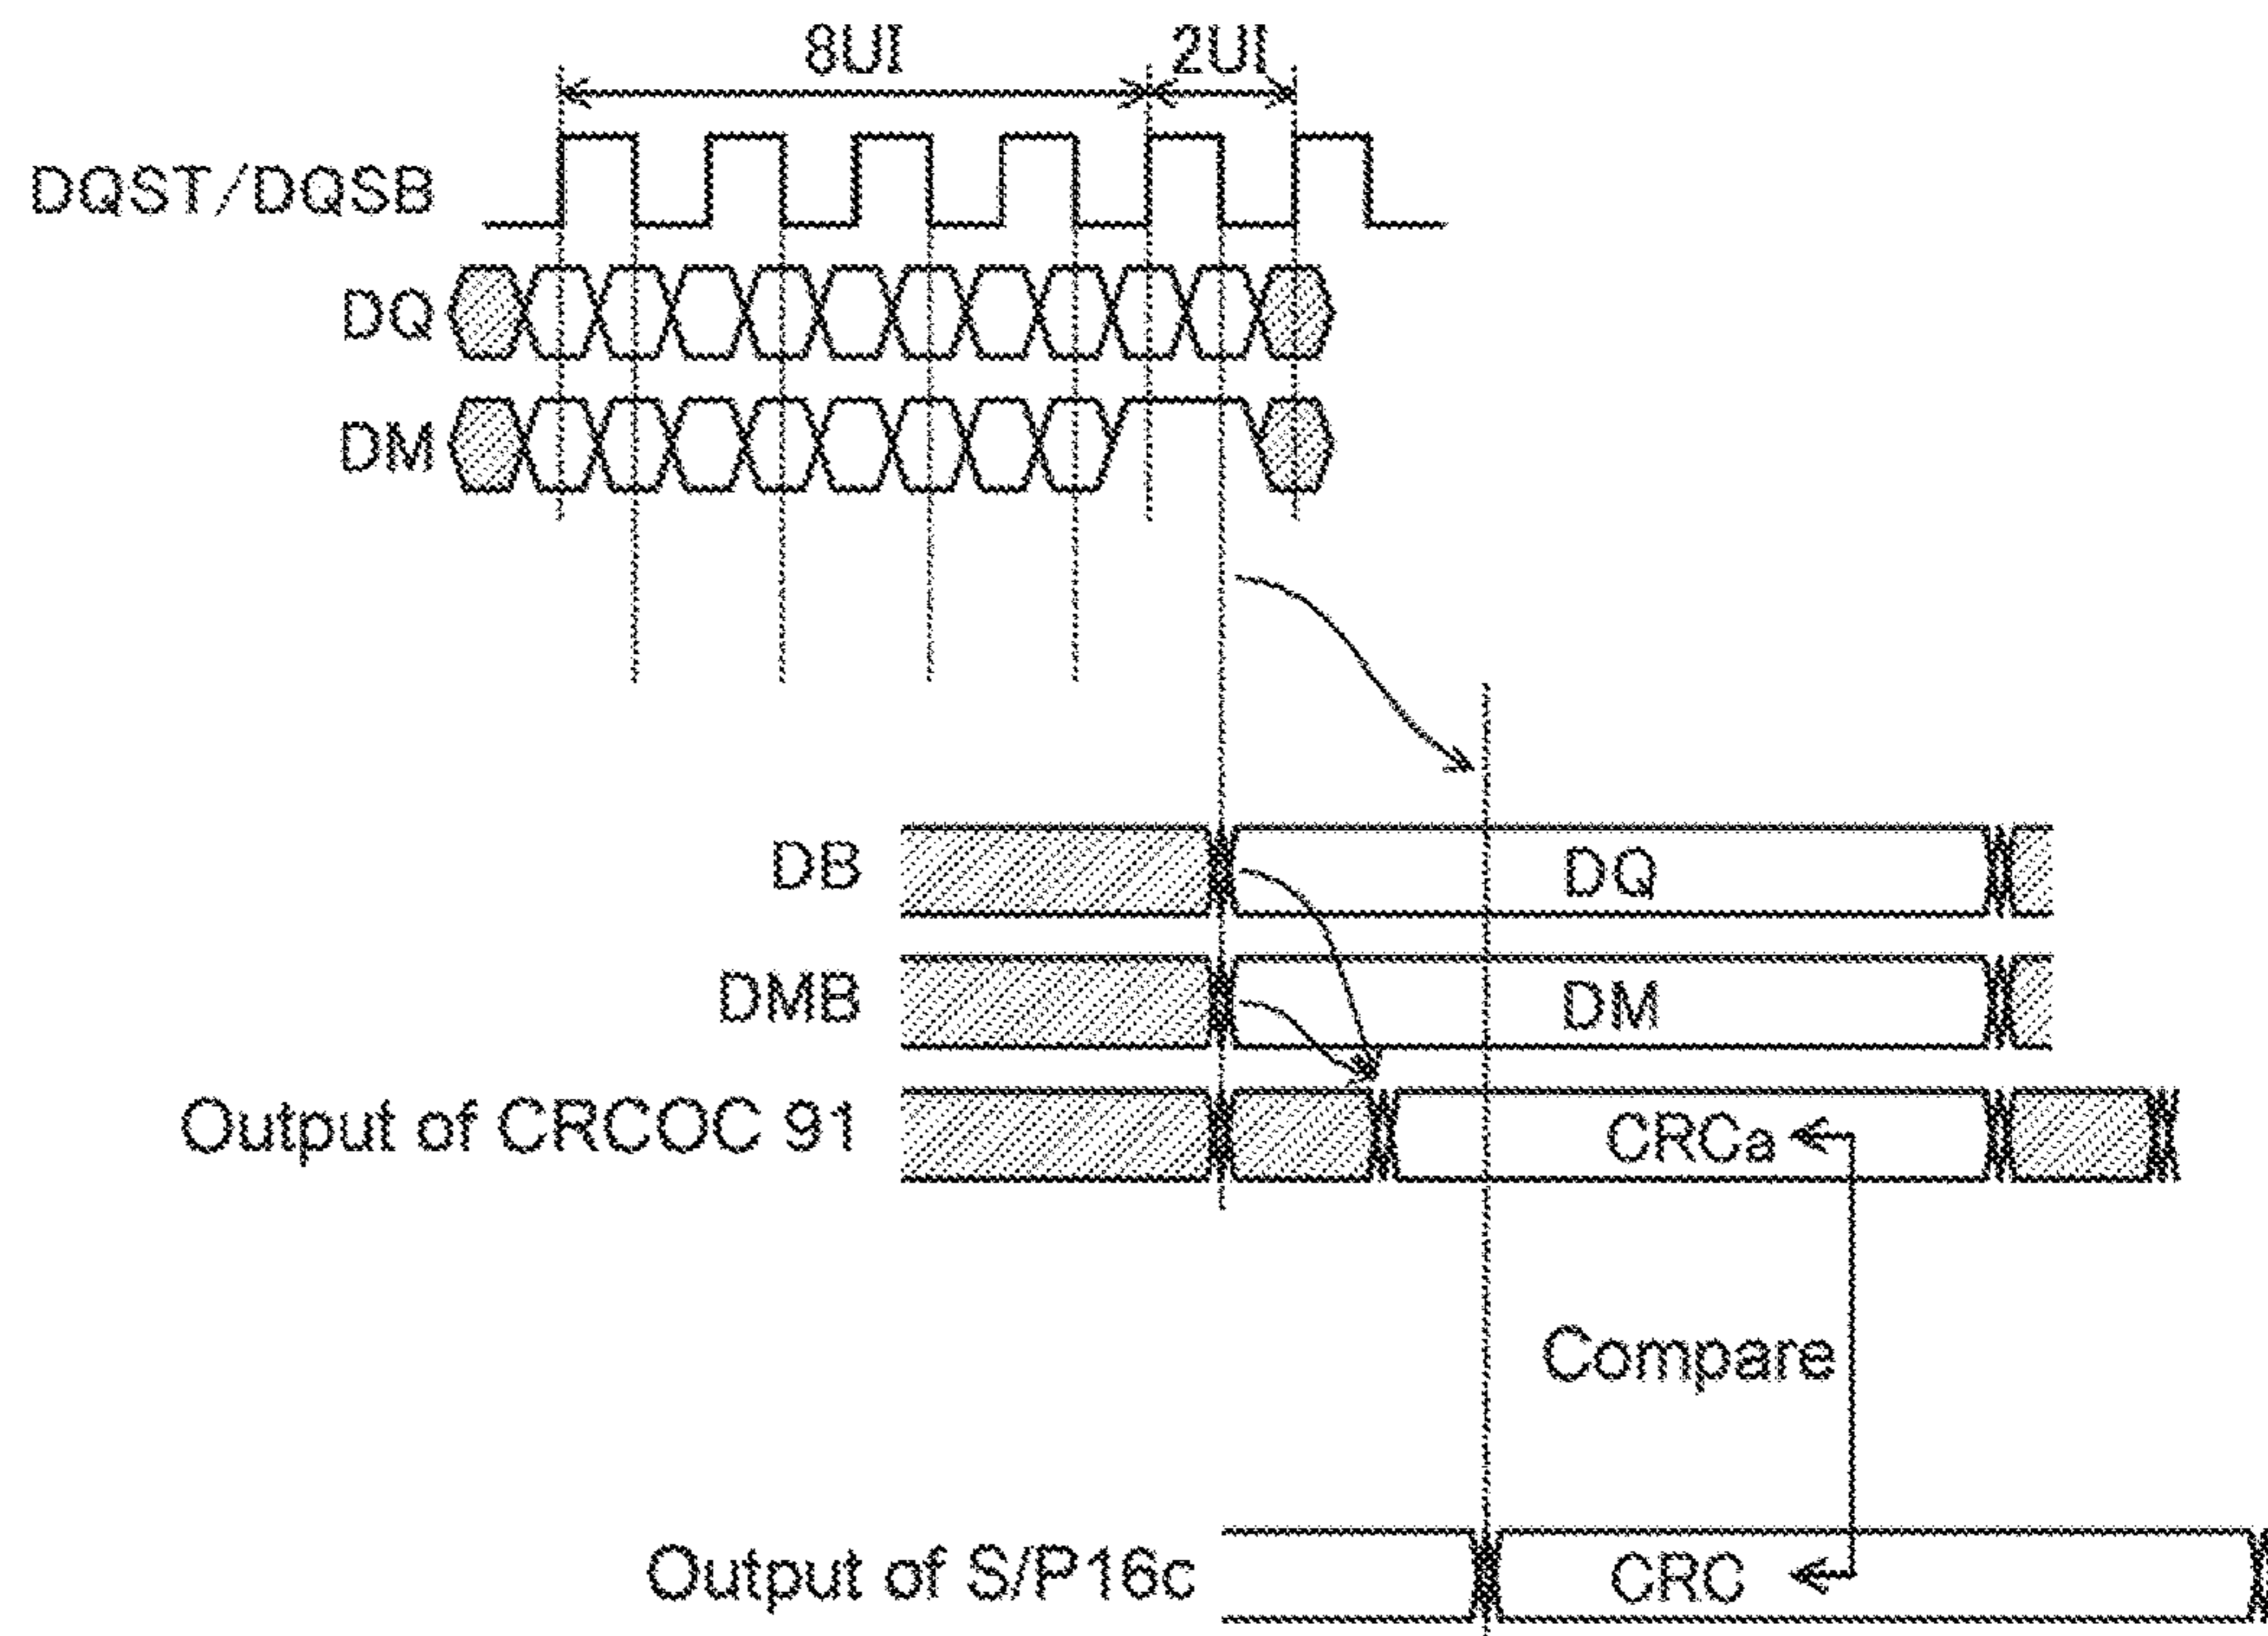 8UI 2UI
DQST/DQSB
DQ
DM
DB DQ
DMB DM
Output of CRCOC 91 CRCa
Compare
Output of S/P16c CRC